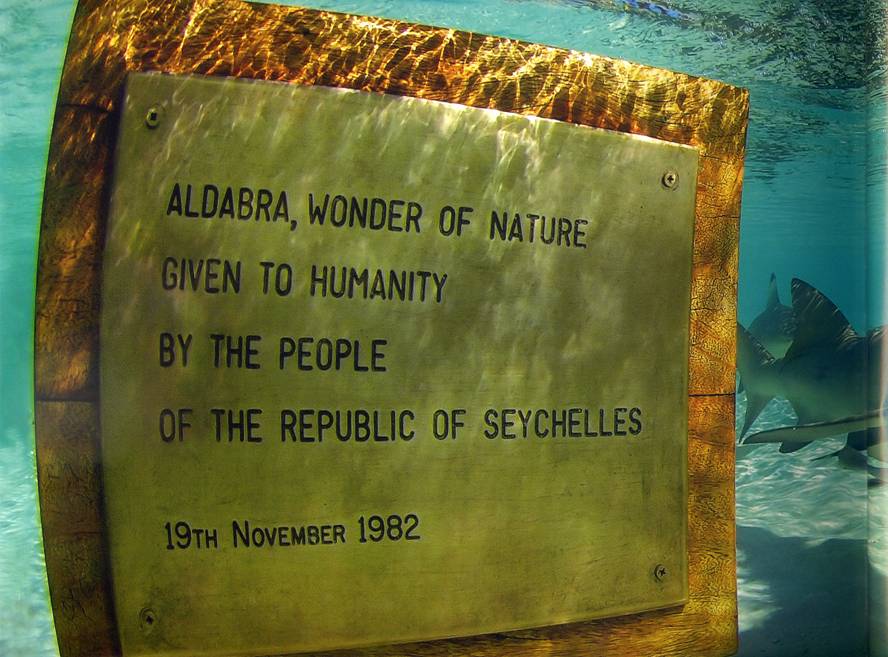 ALDABRA, WONDER OF NATURE
GIVEN TO HUMANITY
BY THE PEOPLE
OF THE REPUBLIC OF SEYCHELLES
19TH NOVEMBER 1982